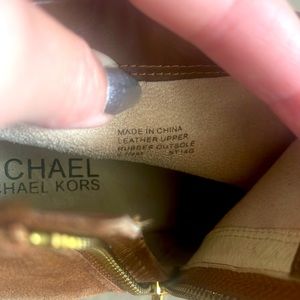 MADE IN CHINA
LEATHER UPPER
RUBBER OUTSOLE
CHAEL
CHAEL KORS